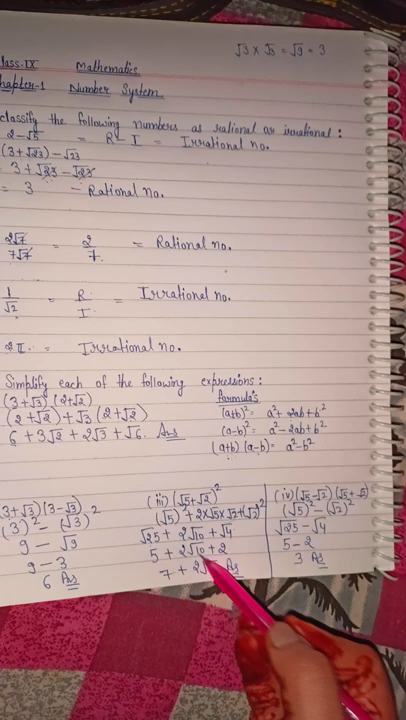 √3 × √3 = √9 = 3
lass-IX Mathematics
hapter-1 Number System
classify the following numbers as rational or irrational :
2-√5 = R - I = Irrational no.
(3+√23) - √23
= 3 + √23 - √23
= 3 - Rational no.
2√7/7√7 = 2/7 = Rational no.
1/√2 = R/I = Irrational no.
= Irrational no.
Simplify each of the following expressions :
(3+√3) (2+√2)
(2+√2) + √3 (2+√2)
6 + 3√2 + 2√3 + √6. Ans
formula's
(a+b)² = a² + 2ab + b²
(a-b)² = a² - 2ab + b²
(a+b) (a-b) = a² - b²
3+√3) (3-√3)
(3)² - (√3)²
9 - √9
9 - 3
6 Ans
(iii) (√5+√2)²
(√5)² + 2×√5×√2+(√2)²
√25 + 2√10 + √4
5 + 2√10 + 2
7 + 2√ Ans
(iv) (√5-√2) (√5+√2)
(√5)² - (√2)²
√25 - √4
5 - 2
3 Ans